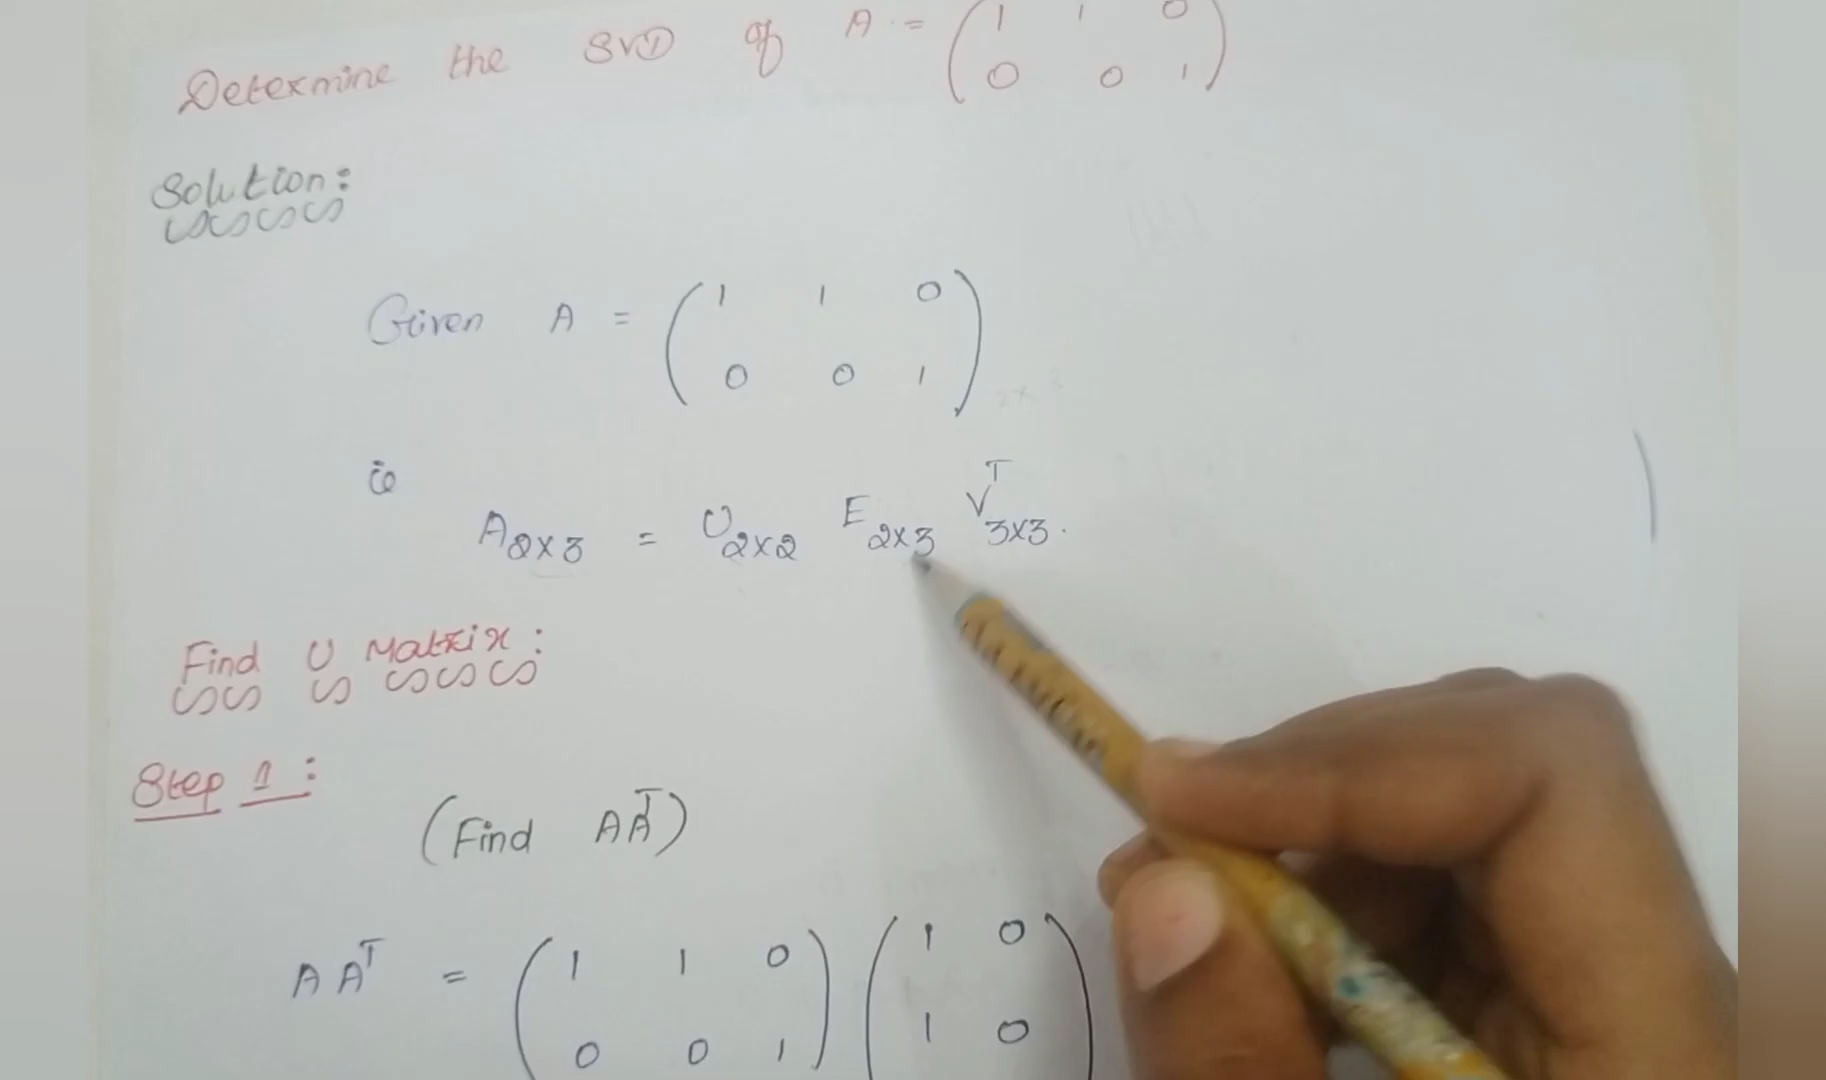 Determine the SVD of A = (1 1 0
0 0 1)
Solution:
Given A = (1 1 0
0 0 1)
ie
A2x3 = U2x2 E2x3 V^T3x3.
Find U Matrix:
Step 1:
(Find AA^T)
AA^T = (1 1 0 (1 0
0 0 1) 1 0